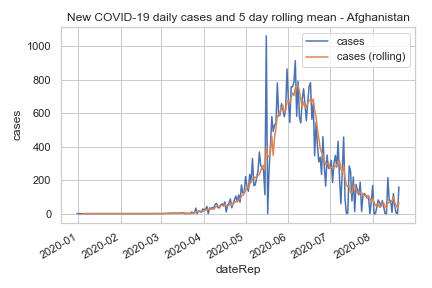 New COVID-19 daily cases and 5 day rolling mean - Afghanistan
cases
cases (rolling)
1000
800
600
400
200
0
cases
2020-01
2020-02
2020-03
2020-04
2020-05
2020-06
2020-07
2020-08
dateRep